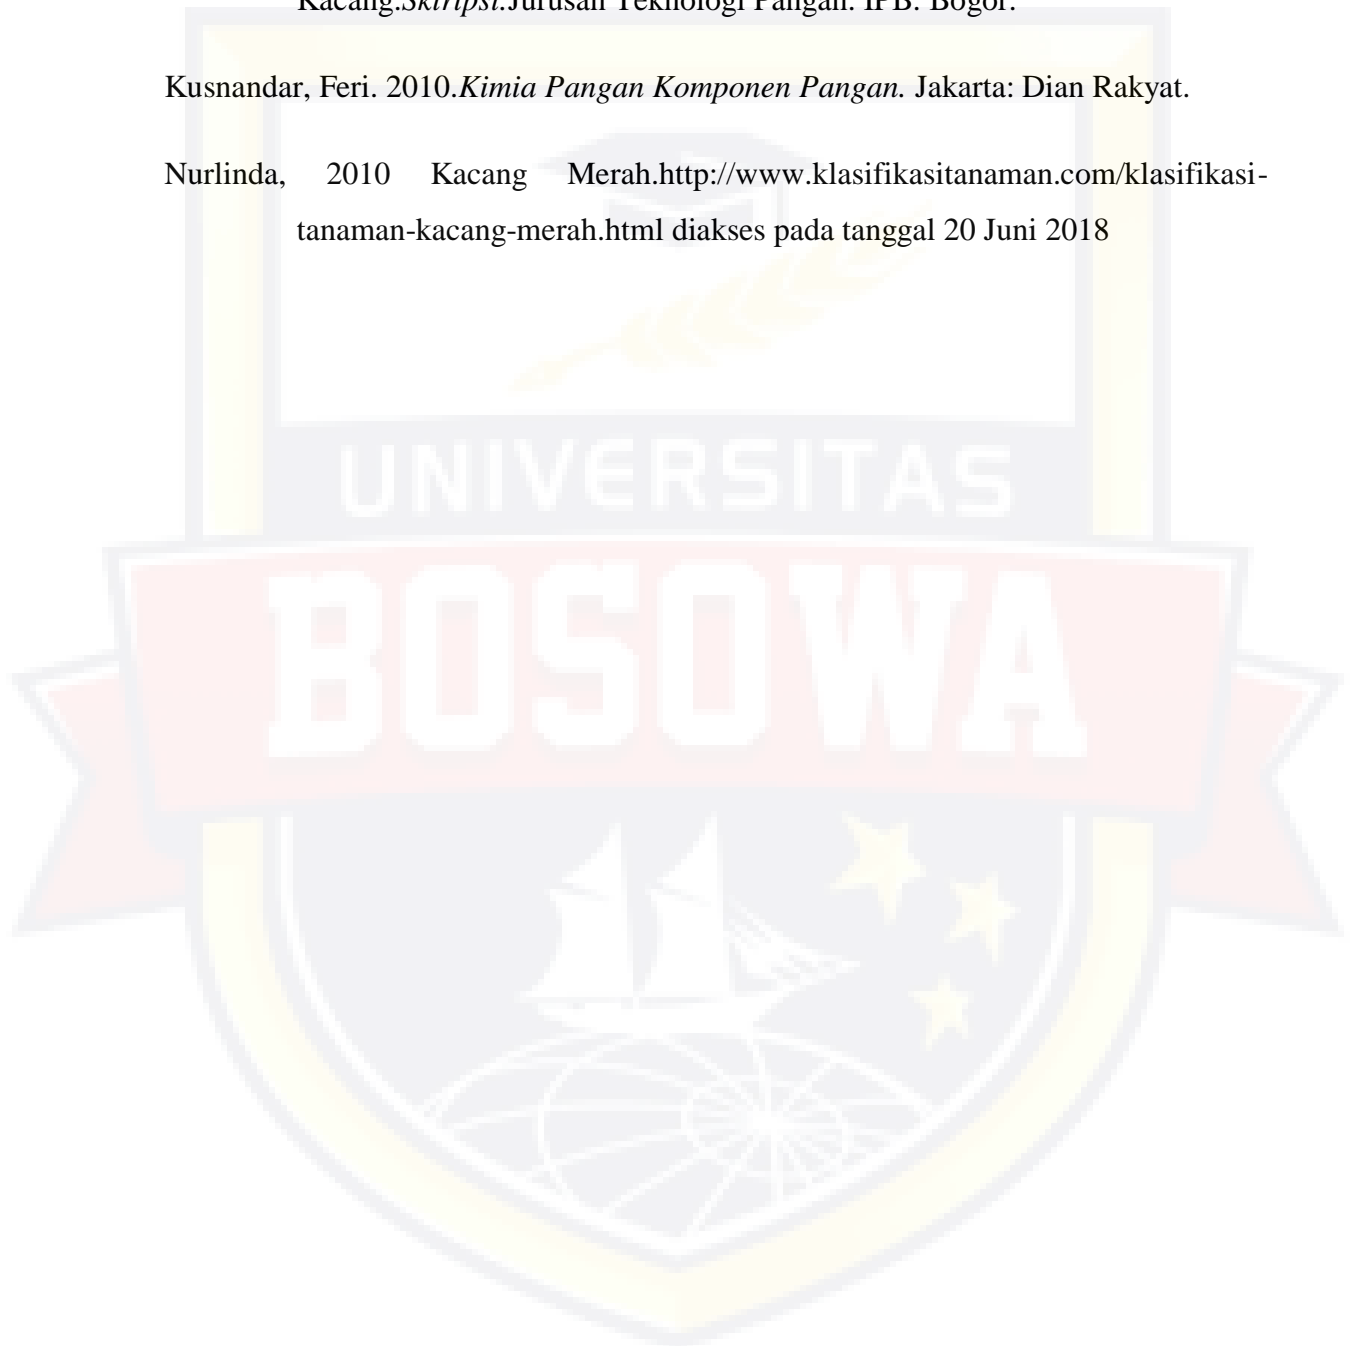 Kacang.Sktripsi.Jurusan Teknologi Pangan. IPB. Bogor.
Kusnandar, Feri. 2010.Kimia Pangan Komponen Pangan. Jakarta: Dian Rakyat.
Nurlinda, 2010 Kacang Merah.http://www.klasifikasitanaman.com/klasifikasi-
tanaman-kacang-merah.html diakses pada tanggal 20 Juni 2018
UNIVERSITAS
BOSOWA